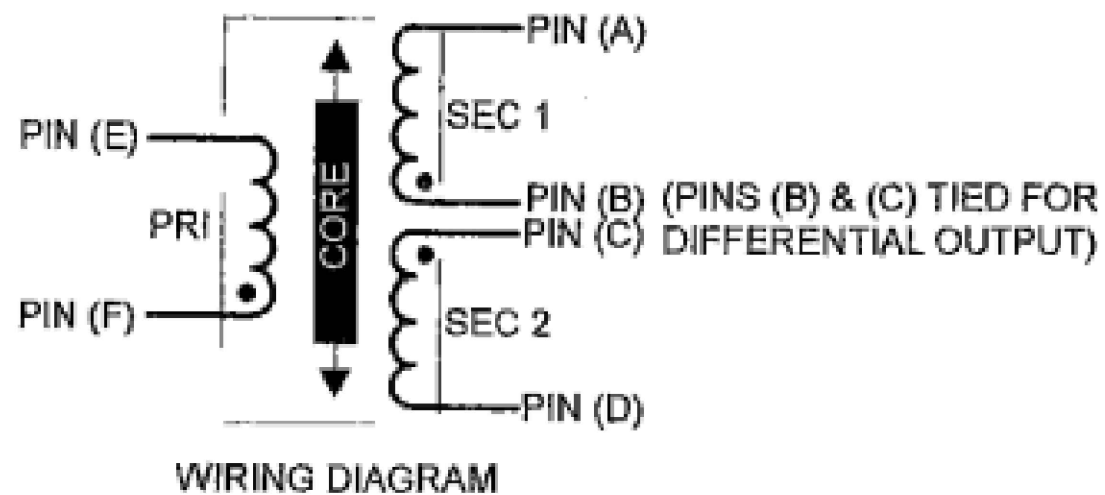 PIN (A)
SEC 1
PIN (E)
CORE
PRI
PIN (B) (PINS (B) & (C) TIED FOR
PIN (C) DIFFERENTIAL OUTPUT)
PIN (F)
SEC 2
PIN (D)
WIRING DIAGRAM